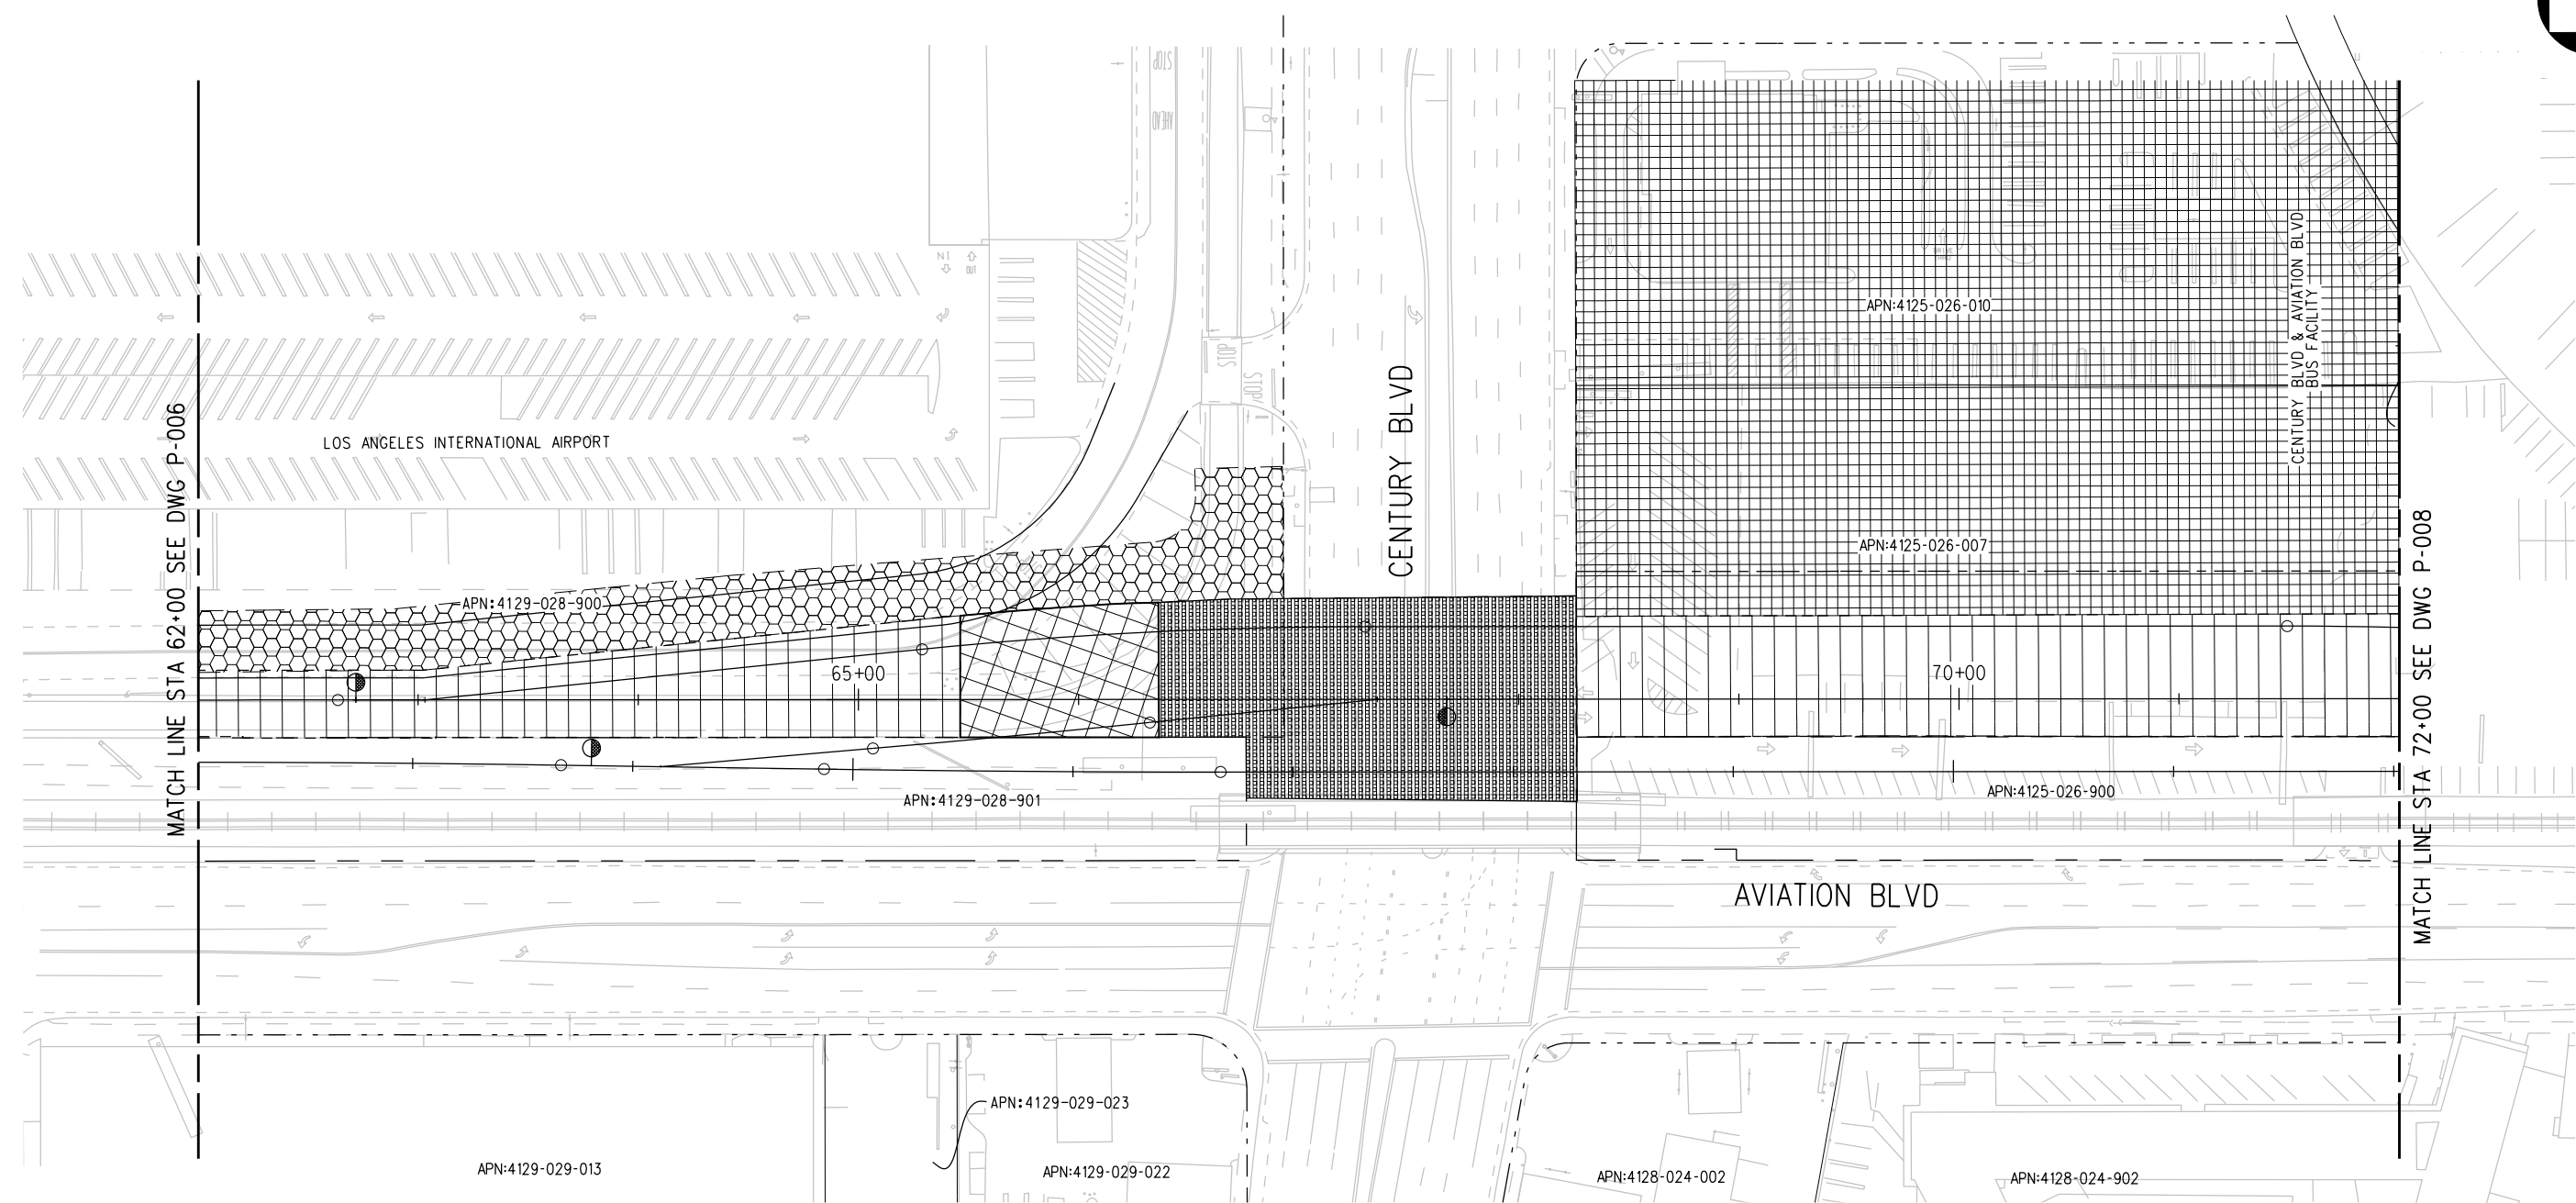 STOP
AHEAD
IN
OUT
APN:4125-026-010
CENTURY BLVD & AVIATION BLVD
BUS FACILITY
STOP
STOP
CENTURY BLVD
LOS ANGELES INTERNATIONAL AIRPORT
MATCH LINE STA 62+00 SEE DWG P-006
APN:4125-026-007
APN:4129-028-900
65+00
70+00
MATCH LINE STA 72+00 SEE DWG P-008
APN:4129-028-901
APN:4125-026-900
AVIATION BLVD
APN:4129-029-023
APN:4129-029-013
APN:4129-029-022
APN:4128-024-002
APN:4128-024-902